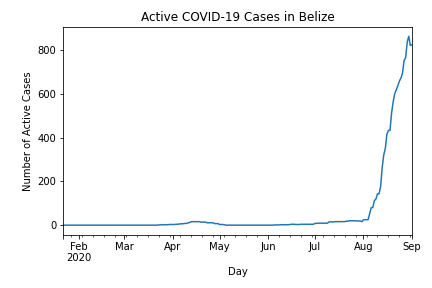 Active COVID-19 Cases in Belize
Number of Active Cases
800
600
400
200
0
Feb Mar Apr May Jun Jul Aug Sep
2020
Day